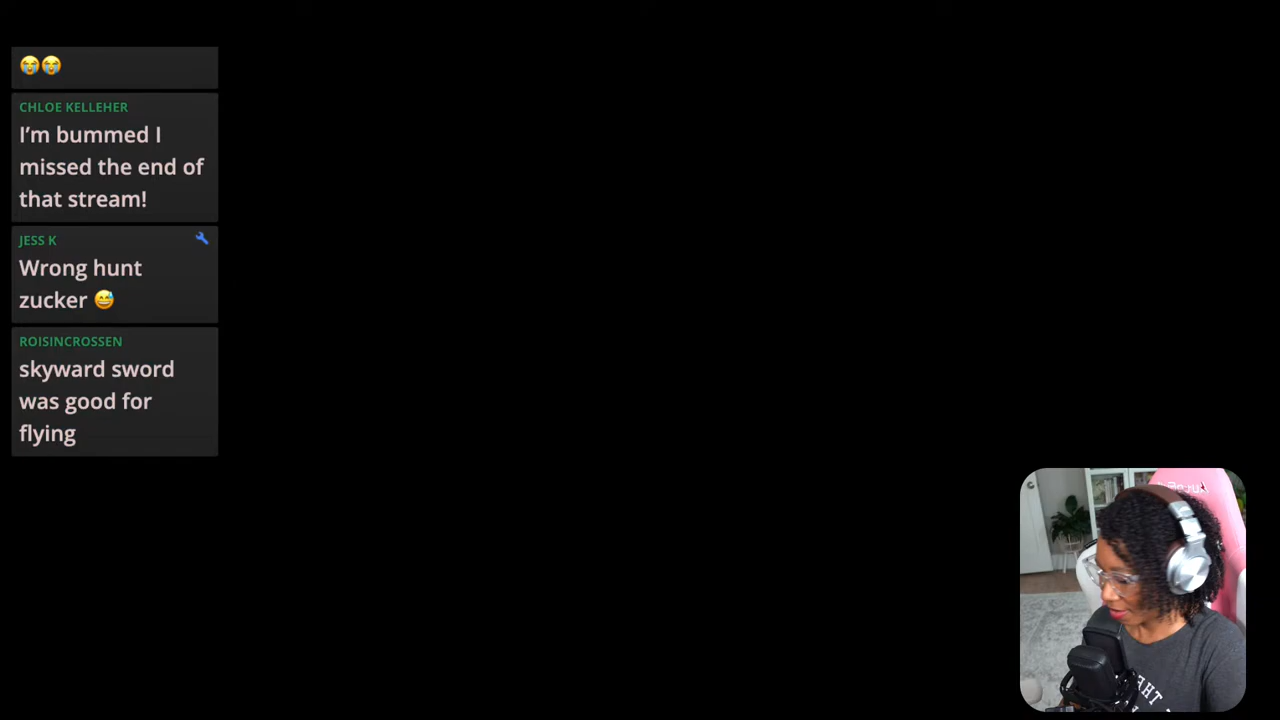 😭😭
CHLOE KELLEHER
I’m bummed I
missed the end of
that stream!
JESS K
Wrong hunt
zucker 😅
ROISINCROSSEN
skyward sword
was good for
flying